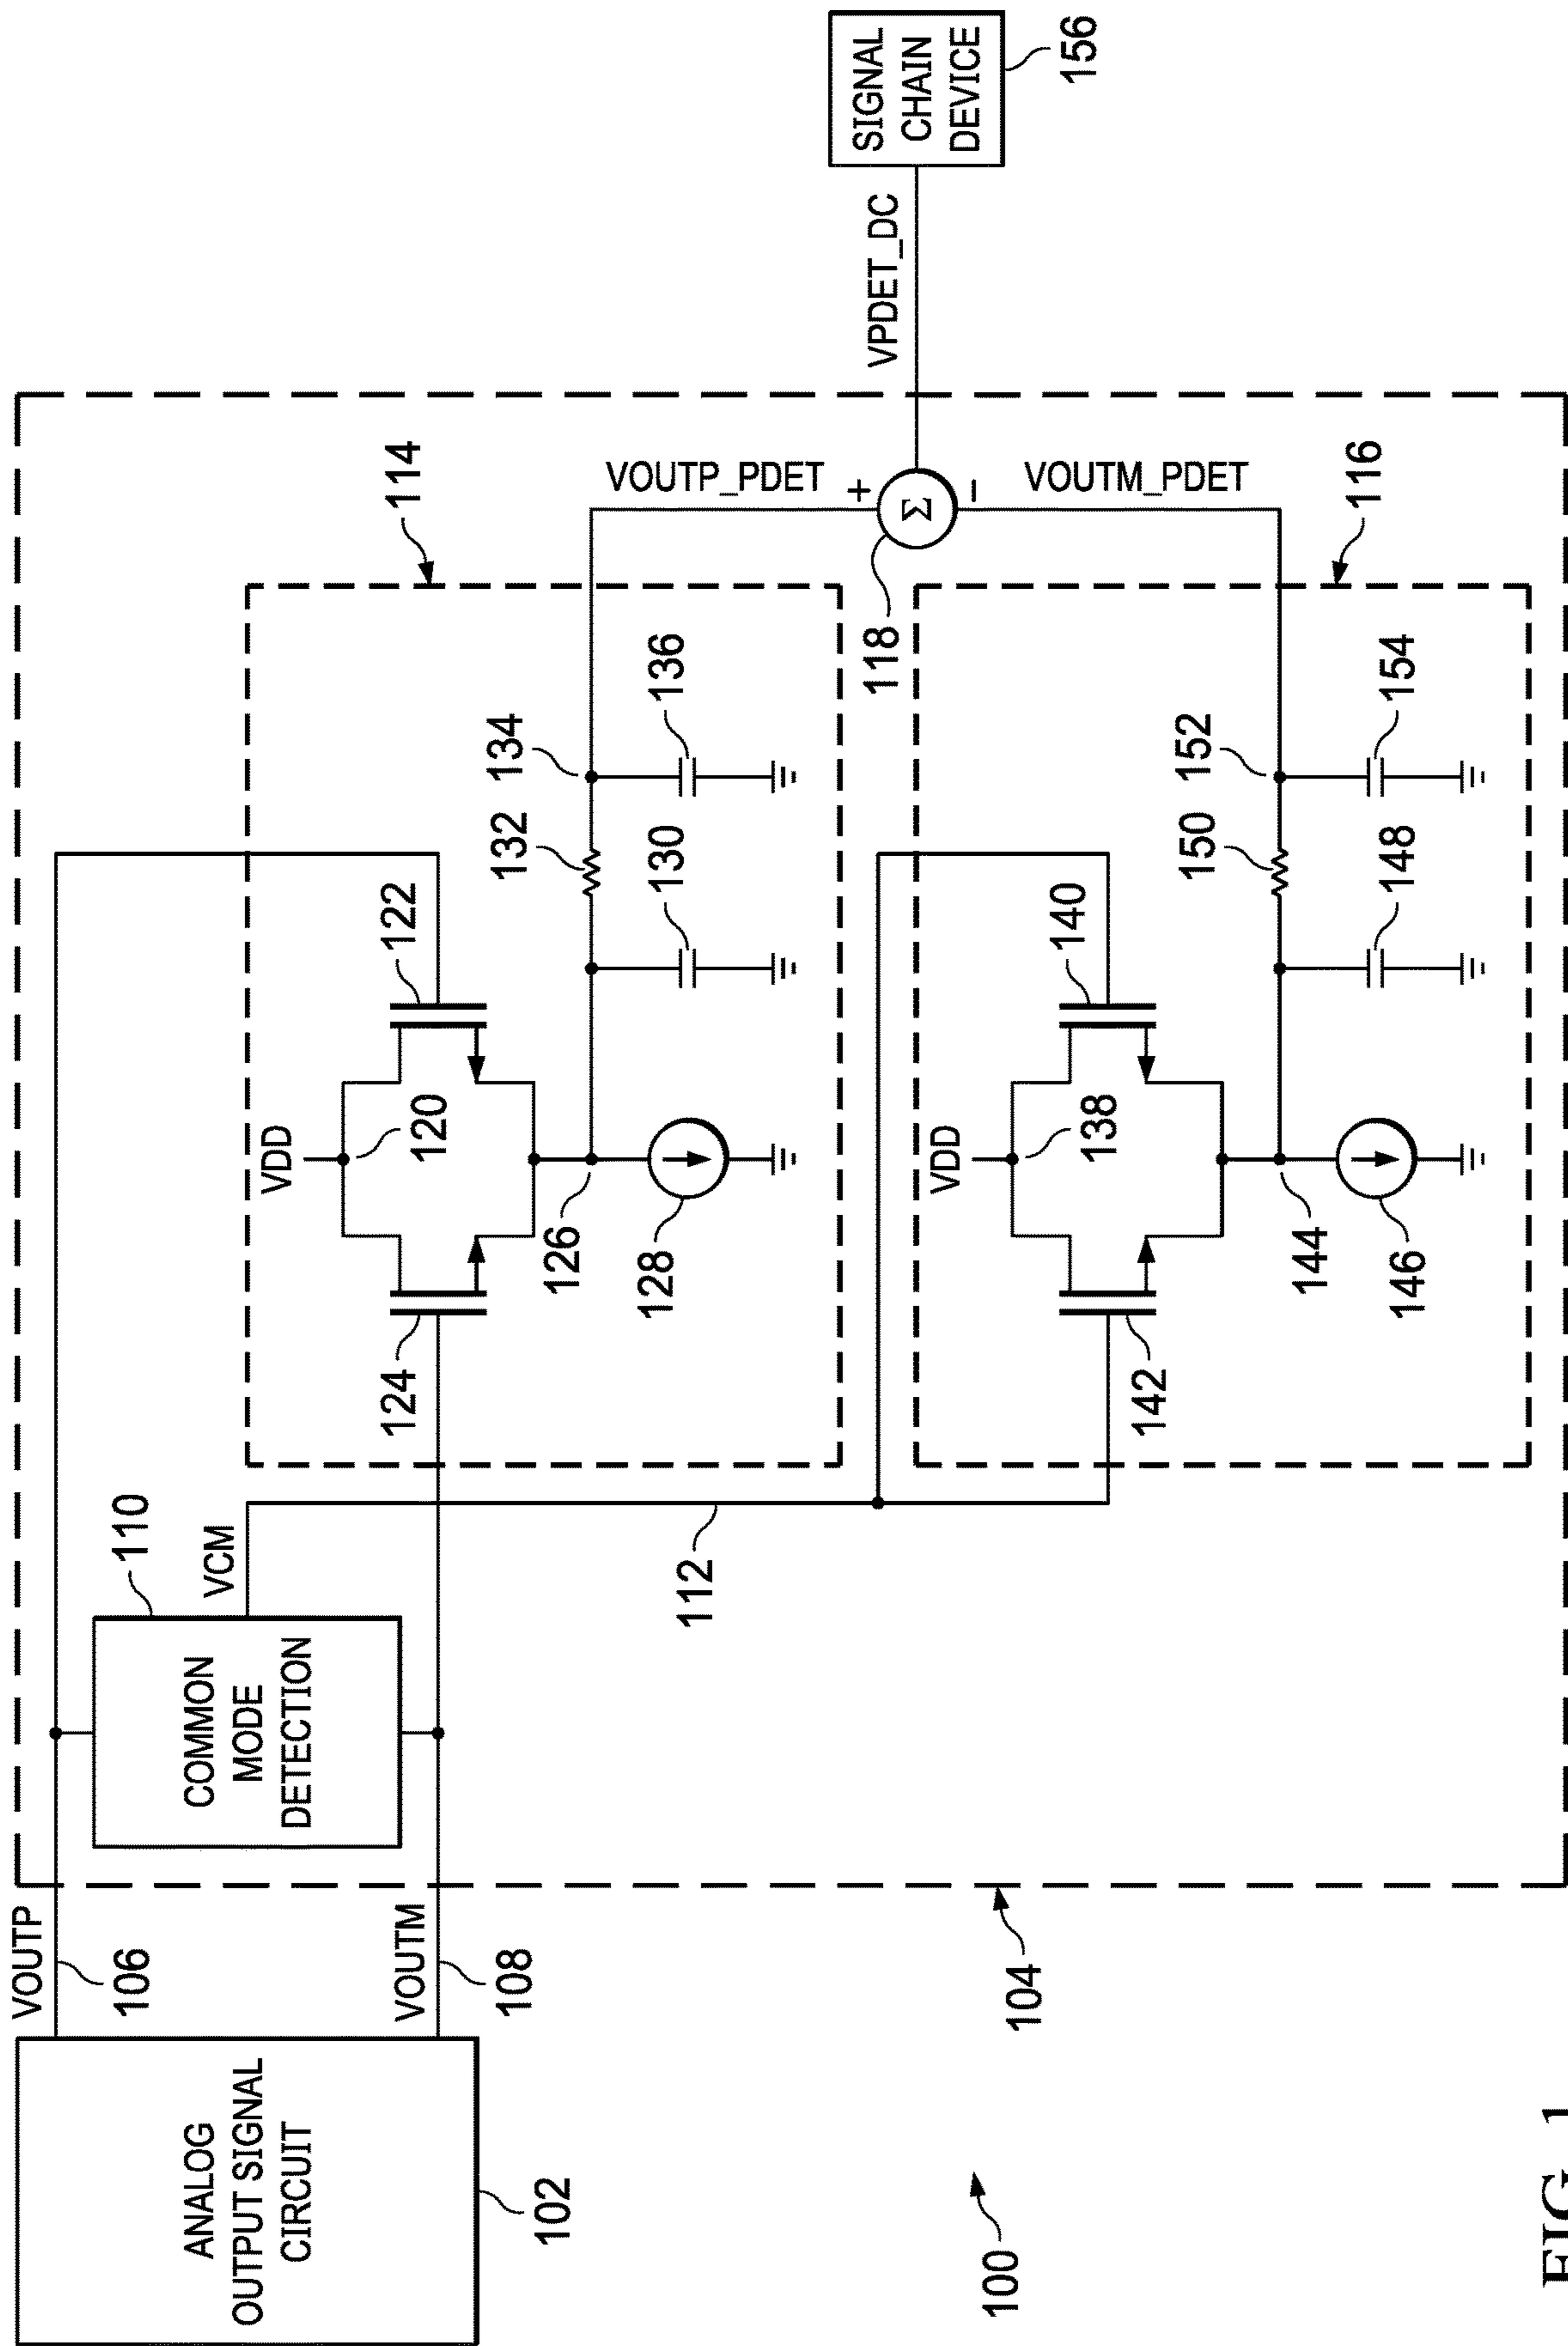 VOUTP
106
ANALOG
OUTPUT SIGNAL
CIRCUIT
102
VOUTM
108
COMMON
MODE
DETECTION
110
VCM
112
114
VDD
120
122
124
126
128
130
132
134
136
VOUTP_PDET
+
Σ
118
−
VOUTM_PDET
VPDET_DC
SIGNAL
CHAIN
DEVICE
156
116
VDD
138
140
142
144
146
148
150
152
154
104
100
FIG. 1